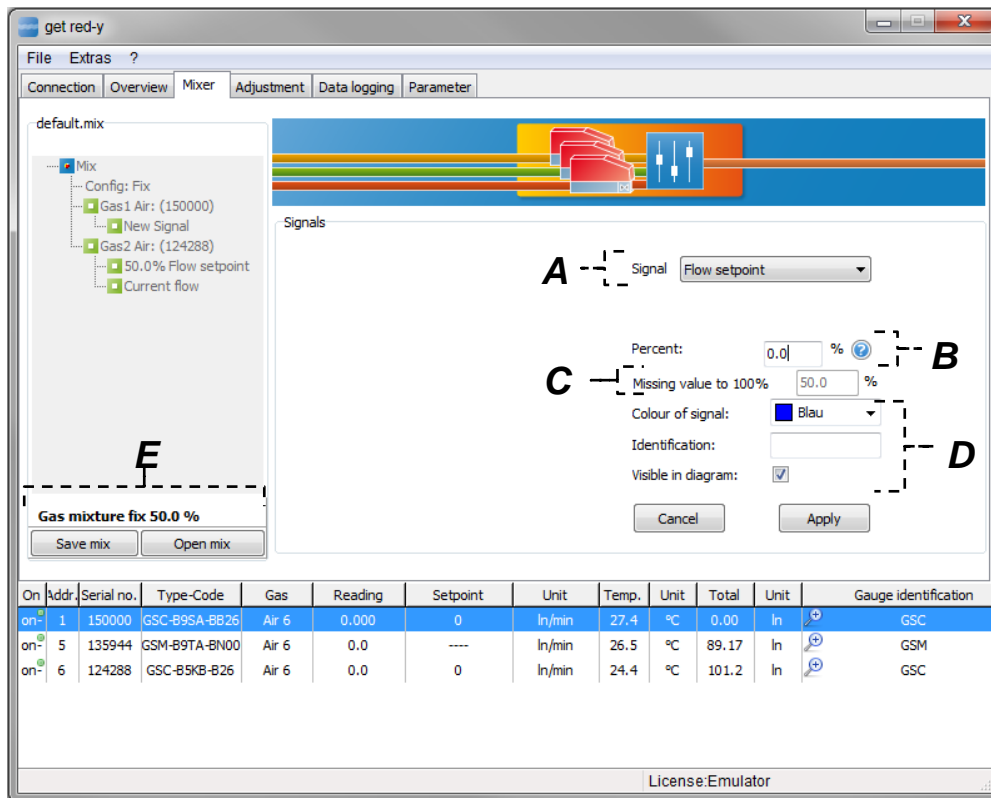 get red-y
File Extras ?
Connection Overview Mixer Adjustment Data logging Parameter
default.mix
Mix
Config: Fix
Gas1 Air: (150000)
New Signal
Gas2 Air: (124288)
50.0% Flow setpoint
Current flow
E
Gas mixture fix 50.0 %
Save mix Open mix
Signals
A Signal Flow setpoint
Percent: 0.0 % ? B
C Missing value to 100% 50.0 %
Colour of signal: Blau
Identification: D
Visible in diagram:
Cancel Apply
On Addr. Serial no. Type-Code Gas Reading Setpoint Unit Temp. Unit Total Unit Gauge identification
on- 1 150000 GSC-B9SA-BB26 Air 6 0.000 0 ln/min 27.4 °C 0.00 ln GSC
on- 5 135944 GSM-B9TA-BN00 Air 6 0.0 ---- ln/min 26.5 °C 89.17 ln GSM
on- 6 124288 GSC-B5KB-B26 Air 6 0.0 0 ln/min 24.4 °C 101.2 ln GSC
License:Emulator